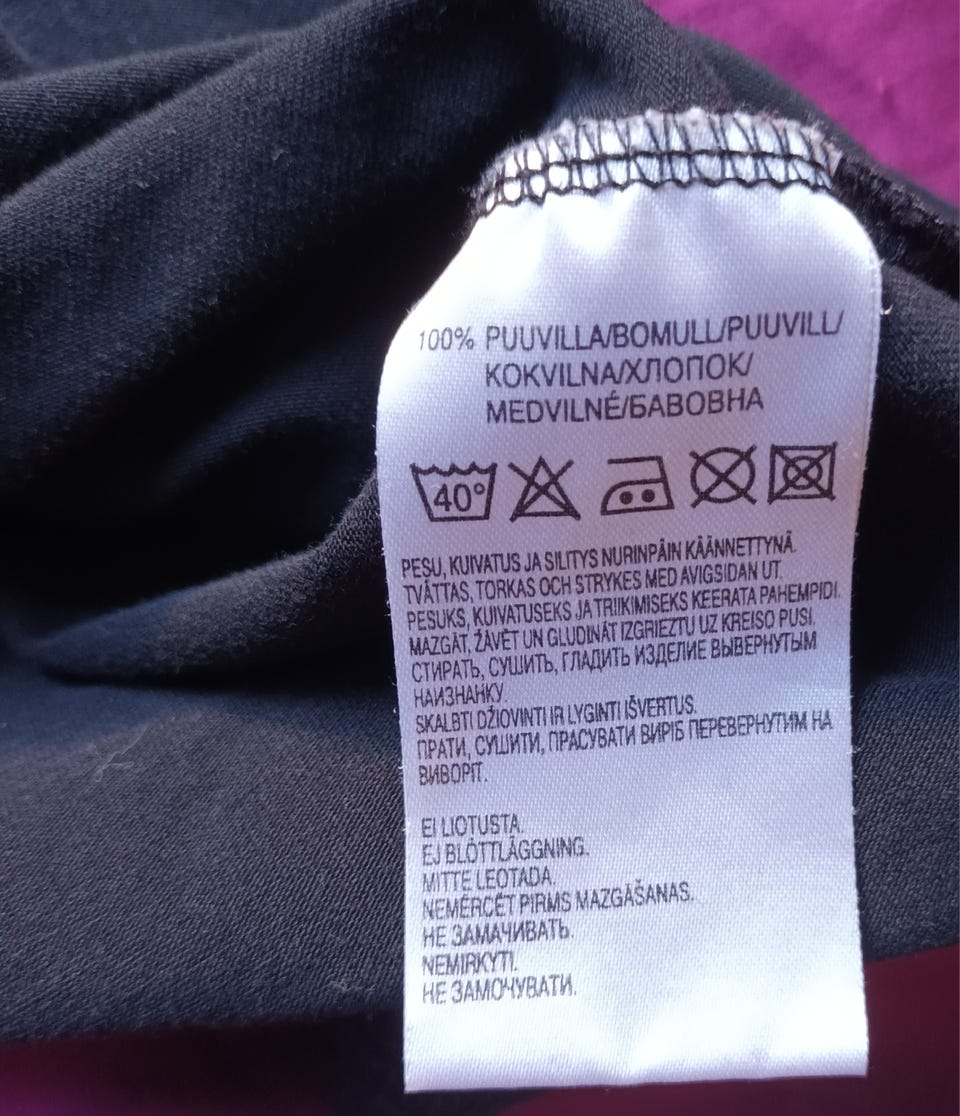 100% PUUVILLA/BOMULL/PUUVILL/
KOKVILNA/ХЛОПОК/
MEDVILNÉ/БАВОВНА
40°
PESU, KUIVATUS JA SILITYS NURINPÄIN KÄÄNNETTYNÄ.
TVÄTTAS, TORKAS OCH STRYKES MED AVIGSIDAN UT.
PESUKS, KUIVATUSEKS JA TRIIKIMISEKS KEERATA PAHEMPIDI.
MAZGĀT, ŽĀVĒT UN GLUDINĀT IZGRIEZTU UZ KREISO PUSI.
СТИРАТЬ, СУШИТЬ, ГЛАДИТЬ ИЗДЕЛИЕ ВЫВЕРНУТЫМ
НАИЗНАНКУ.
SKALBTI DŽIOVINTI IR LYGINTI IŠVERTUS.
ПРАТИ, СУШИТИ, ПРАСУВАТИ ВИРІБ ПЕРЕВЕРНУТИМ НА
ВИВОРІТ.
EI LIOTUSTA.
EJ BLÖTTLÄGGNING.
MITTE LEOTADA.
NEMĒRCĒT PIRMS MAZGĀŠANAS.
НЕ ЗАМАЧИВАТЬ.
NEMIRKYTI.
НЕ ЗАМОЧУВАТИ.